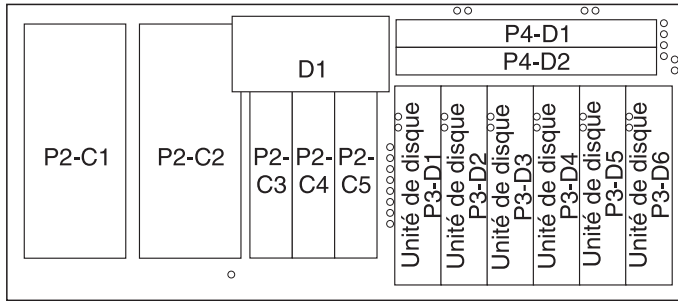 P4-D1
P4-D2
D1
P2-C1
P2-C2
P2-
C3
P2-
C4
P2-
C5
Unité de disque
P3-D1
Unité de disque
P3-D2
Unité de disque
P3-D3
Unité de disque
P3-D4
Unité de disque
P3-D5
Unité de disque
P3-D6